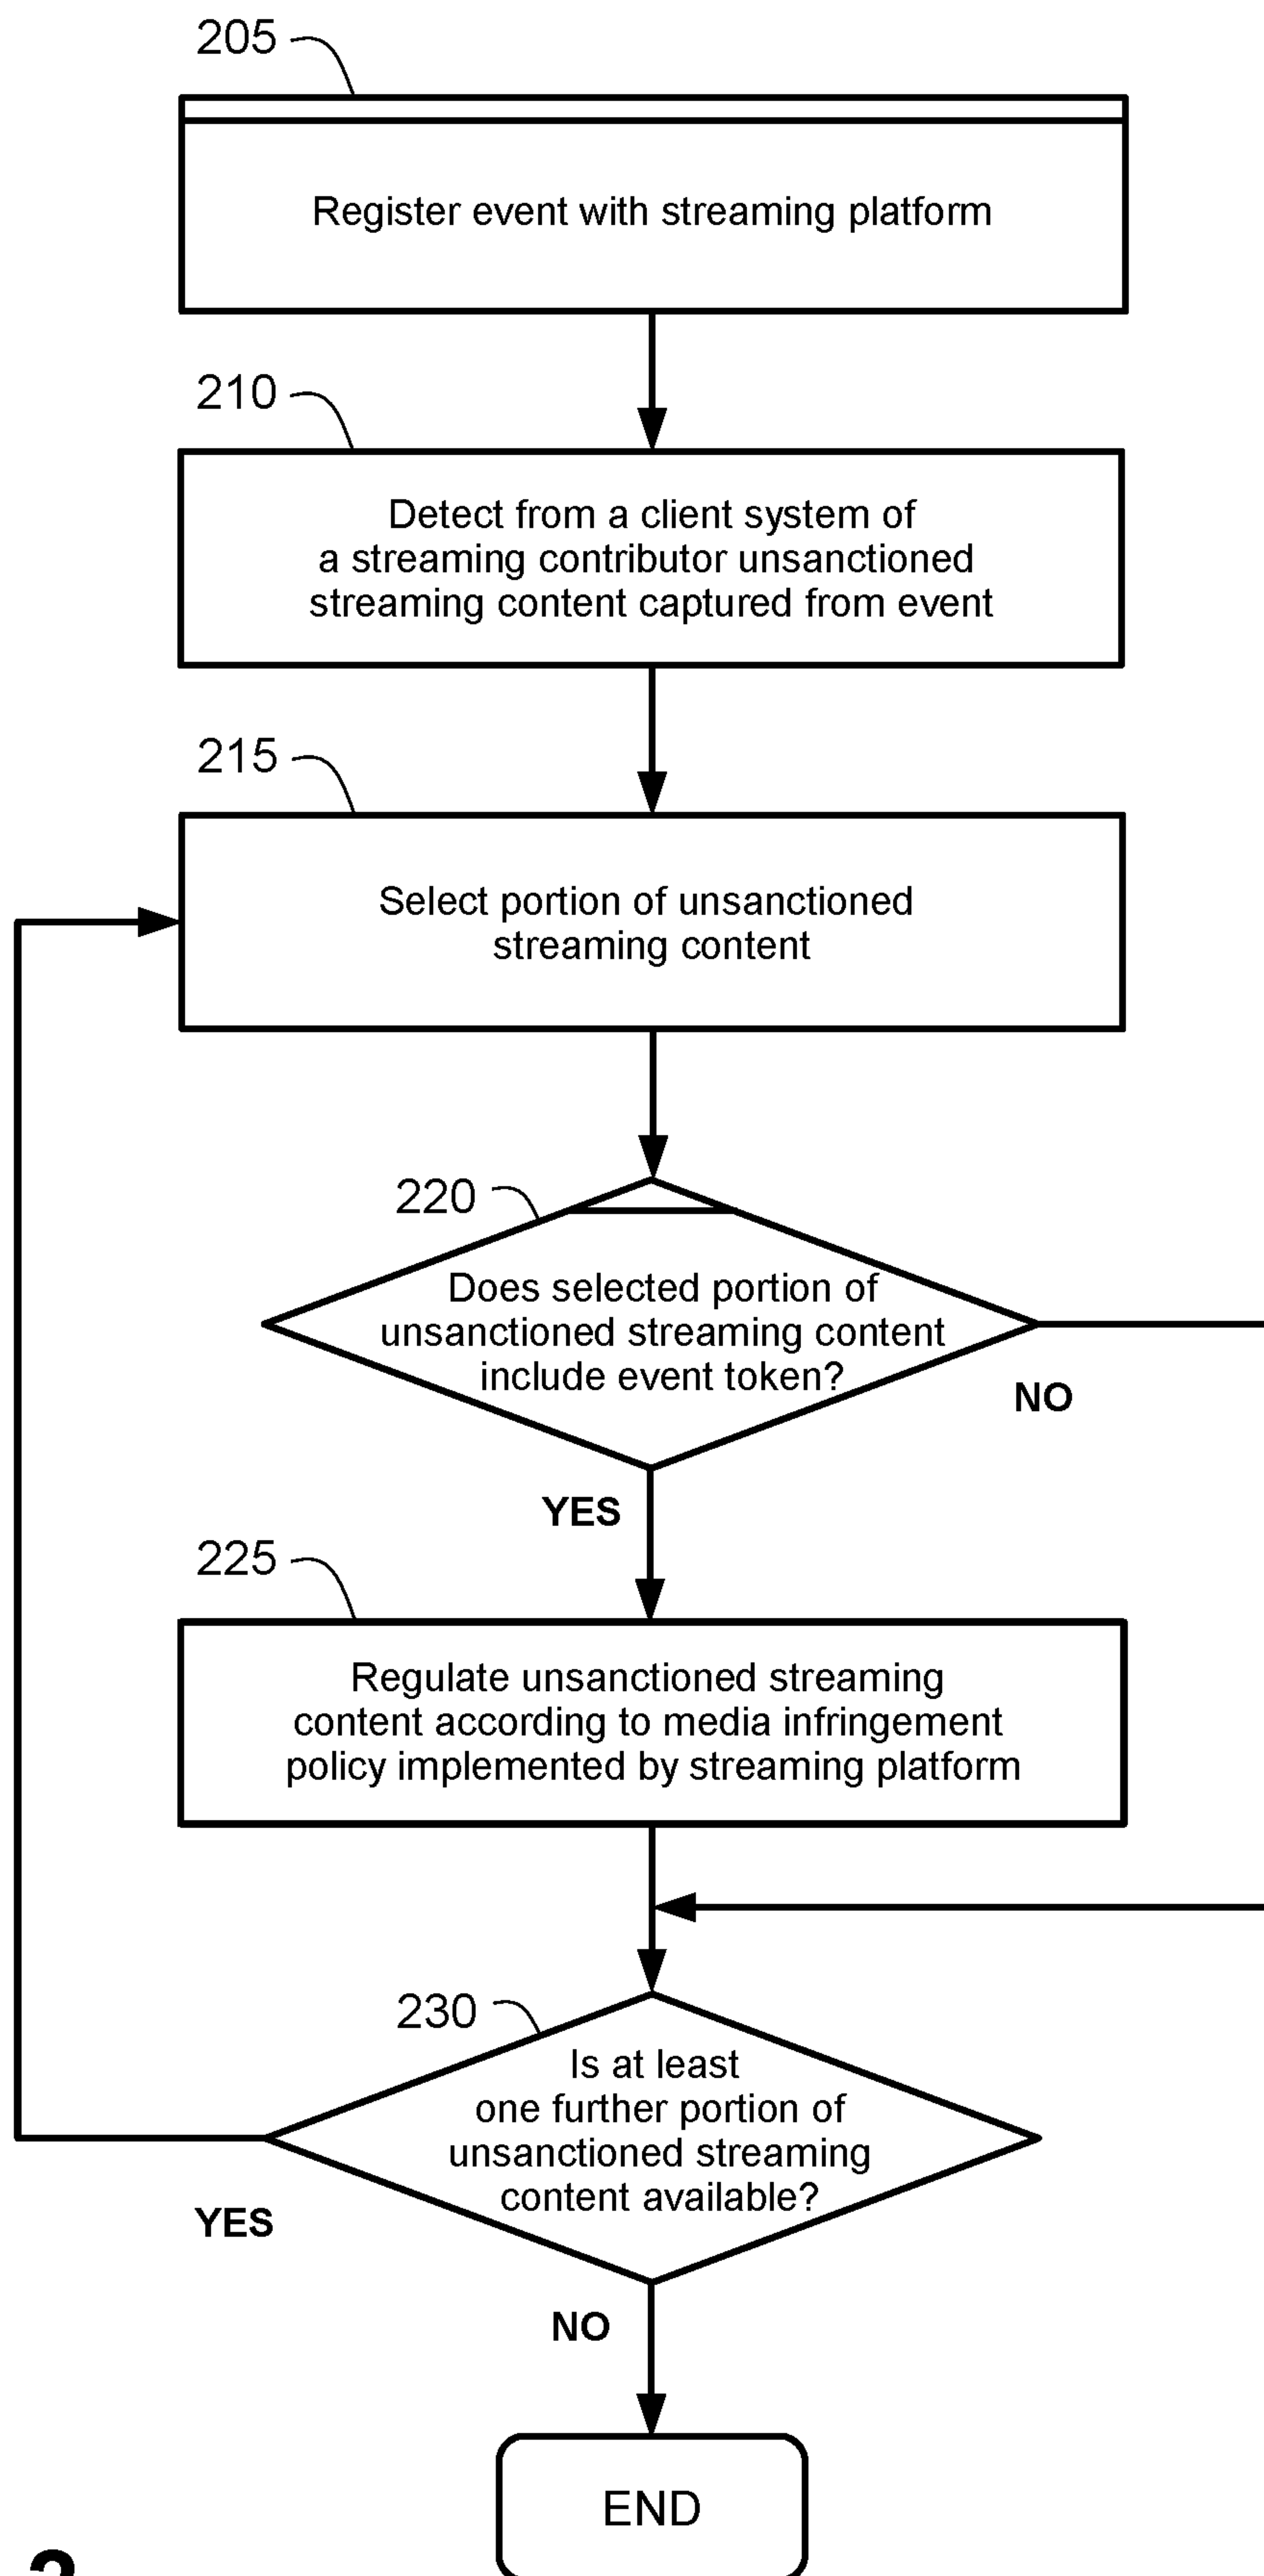 205
Register event with streaming platform
210
Detect from a client system of
a streaming contributor unsanctioned
streaming content captured from event
215
Select portion of unsanctioned
streaming content
220
Does selected portion of
unsanctioned streaming content
include event token?
NO
YES
225
Regulate unsanctioned streaming
content according to media infringement
policy implemented by streaming platform
230
Is at least
one further portion of
unsanctioned streaming
content available?
YES
NO
END